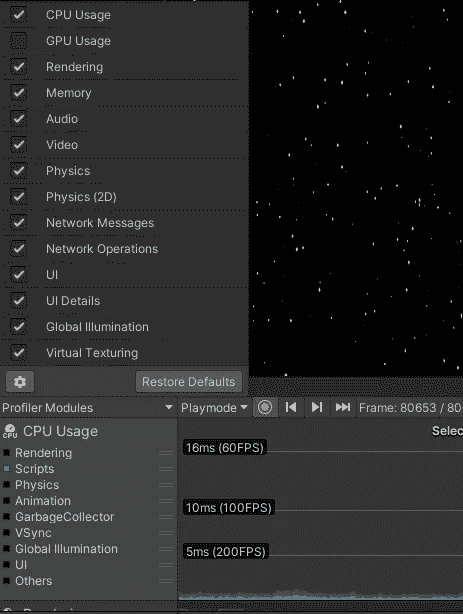 CPU Usage
GPU Usage
Rendering
Memory
Audio
Video
Physics
Physics (2D)
Network Messages
Network Operations
UI
UI Details
Global Illumination
Virtual Texturing
Restore Defaults
Profiler Modules
Playmode
Frame: 80653 / 80
CPU
CPU Usage
Selec
Rendering
Scripts
Physics
Animation
GarbageCollector
VSync
Global Illumination
UI
Others
16ms (60FPS)
10ms (100FPS)
5ms (200FPS)